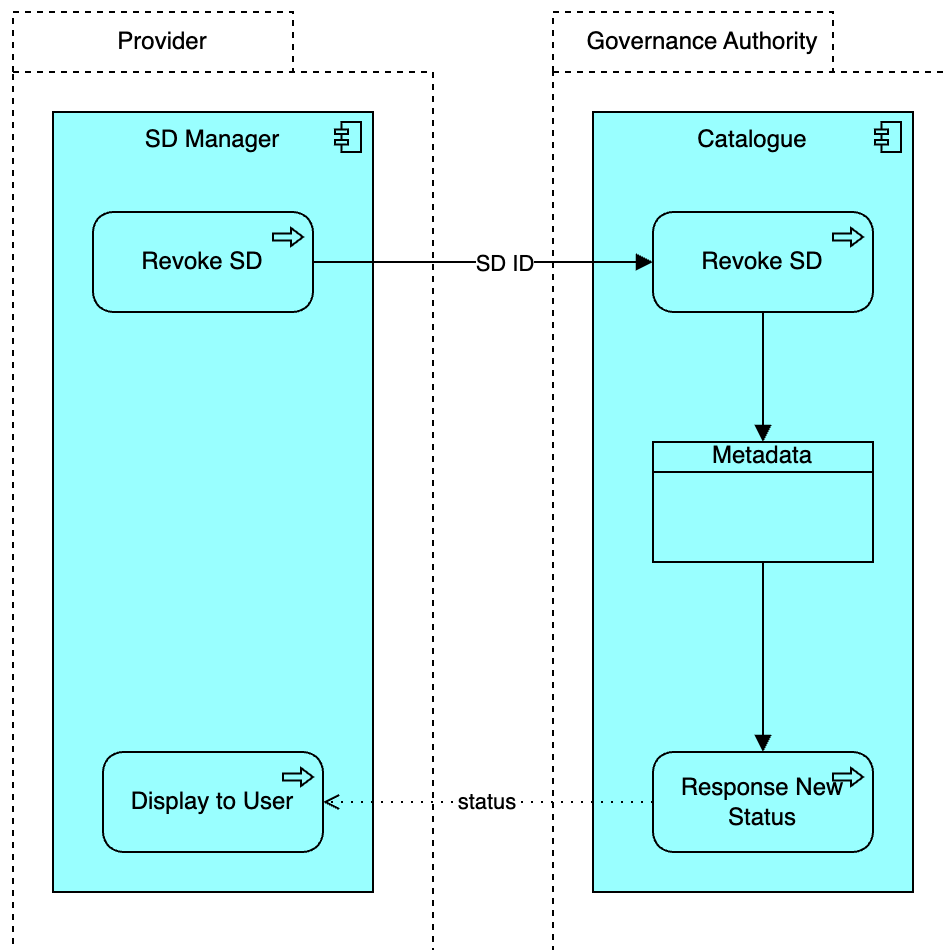 Provider
Governance Authority
SD Manager
Catalogue
Revoke SD
SD ID
Revoke SD
Metadata
Display to User
status
Response New
Status